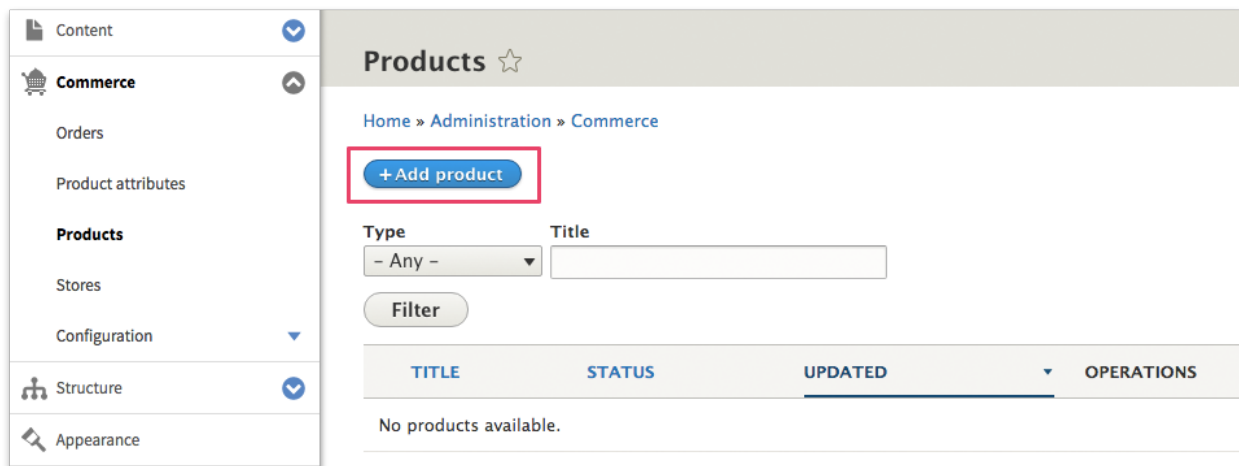 Content
Commerce
Orders
Product attributes
Products
Stores
Configuration
Structure
Appearance
Products
Home » Administration » Commerce
+Add product
Type Title
– Any –
Filter
TITLE STATUS UPDATED OPERATIONS
No products available.